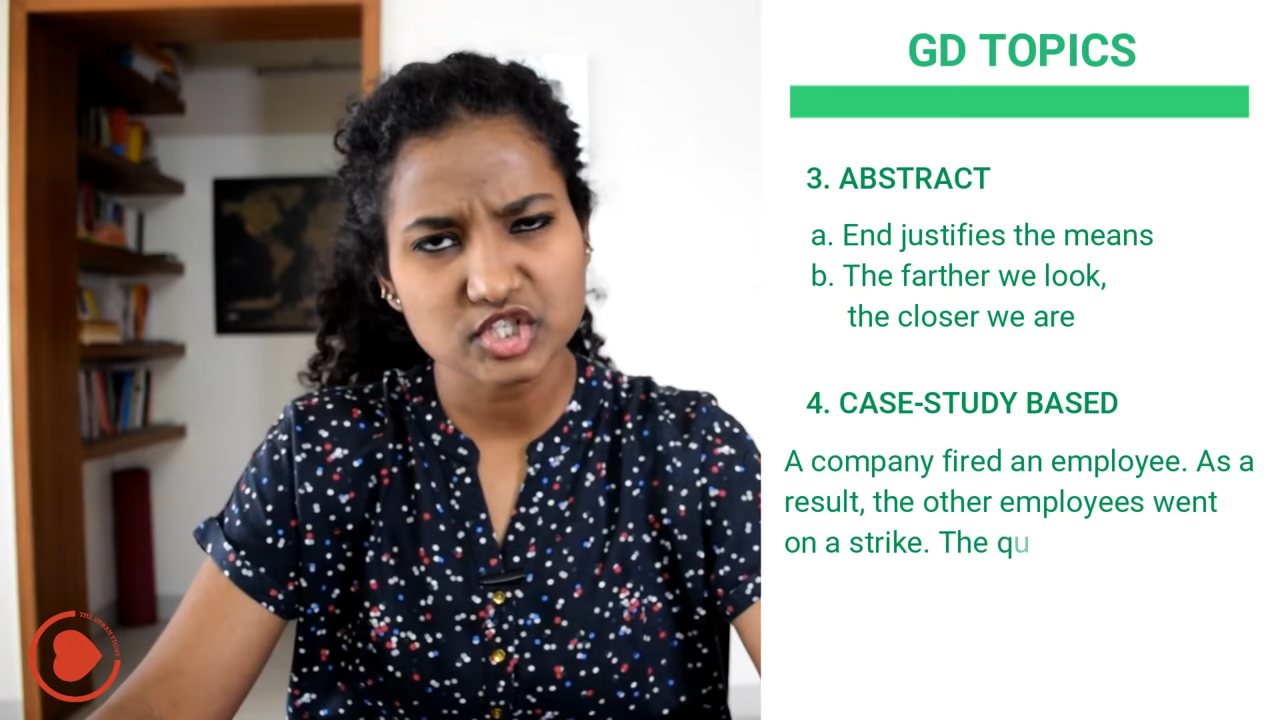 GD TOPICS
3. ABSTRACT
a. End justifies the means
b. The farther we look,
the closer we are
4. CASE-STUDY BASED
A company fired an employee. As a
result, the other employees went
on a strike. The qu